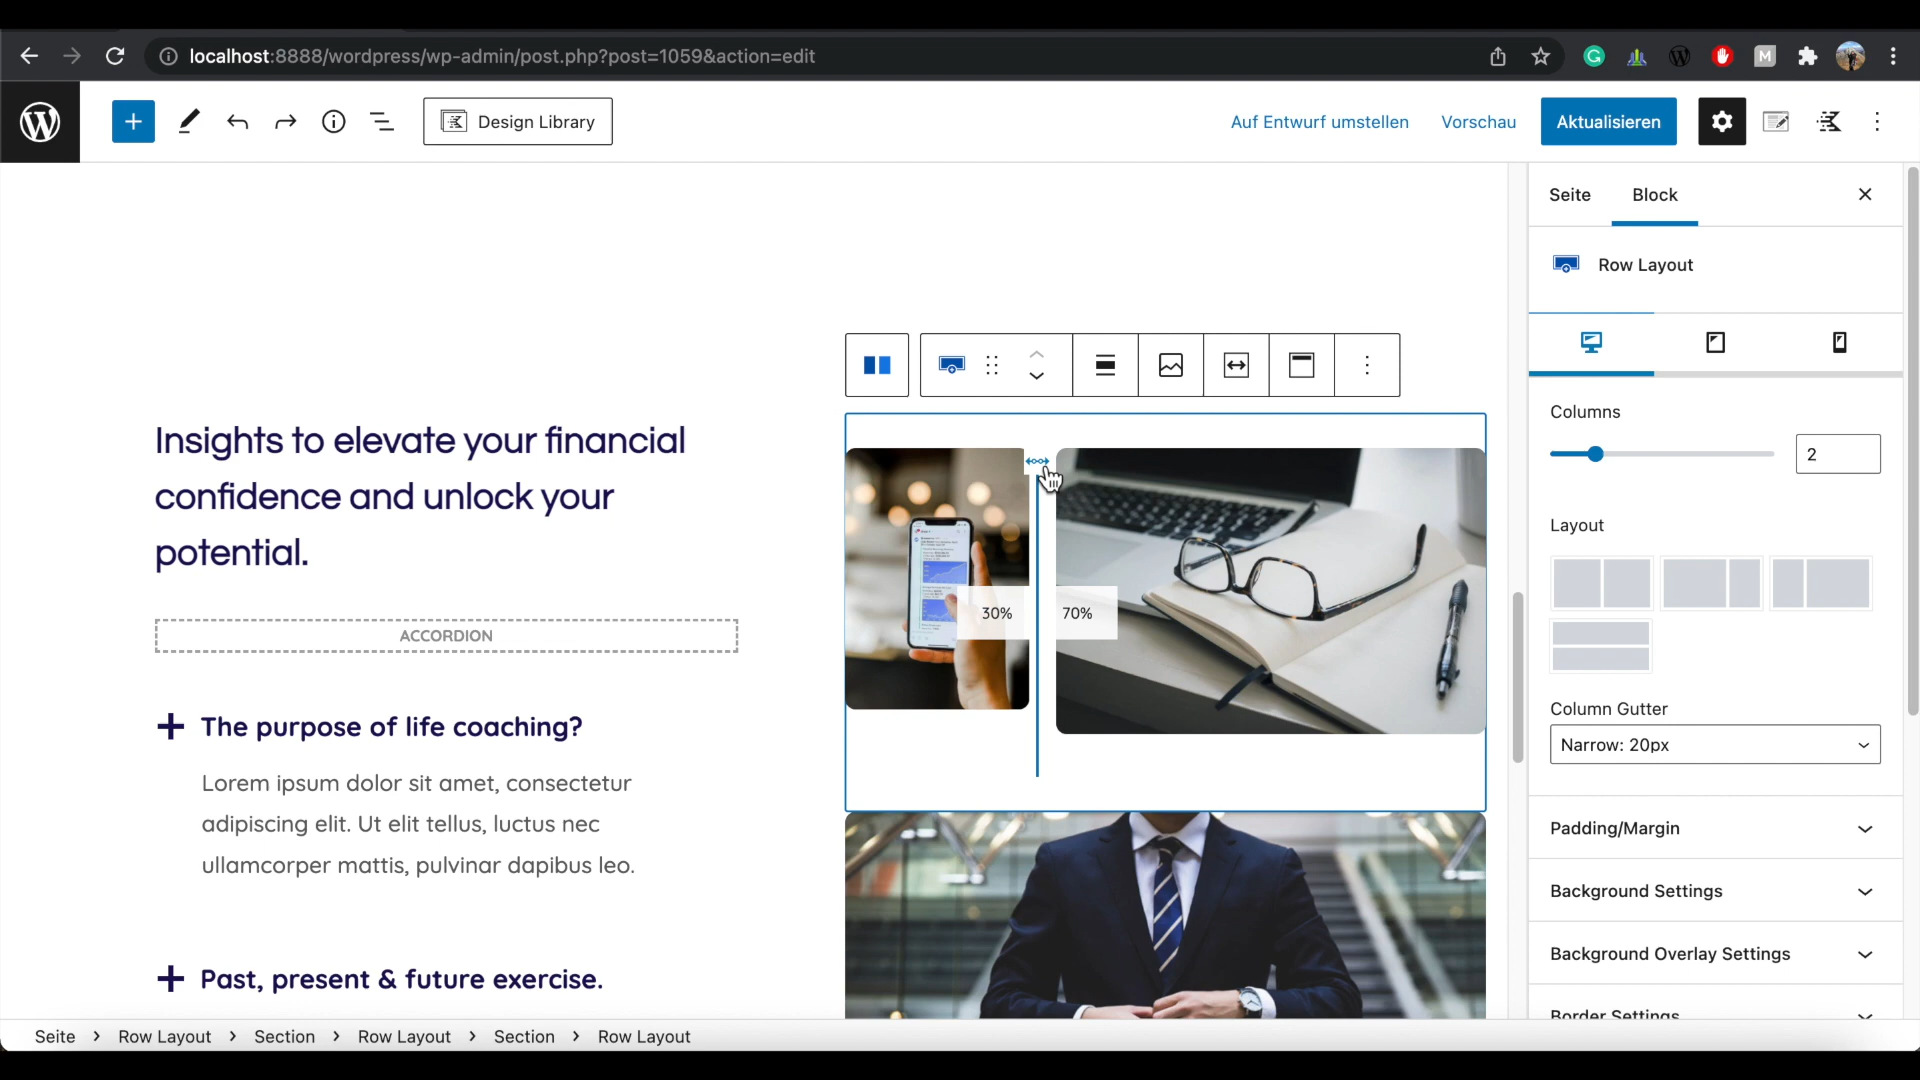 localhost:8888/wordpress/wp-admin/post.php?post=1059&action=edit
Design Library
Auf Entwurf umstellen
Vorschau
Aktualisieren
Seite
Block
Row Layout
Columns
2
Layout
Column Gutter
Narrow: 20px
Padding/Margin
Background Settings
Background Overlay Settings
Border Settings
Insights to elevate your financial
confidence and unlock your
potential.
ACCORDION
The purpose of life coaching?
Lorem ipsum dolor sit amet, consectetur
adipiscing elit. Ut elit tellus, luctus nec
ullamcorper mattis, pulvinar dapibus leo.
Past, present & future exercise.
30%
70%
Seite > Row Layout > Section > Row Layout > Section > Row Layout